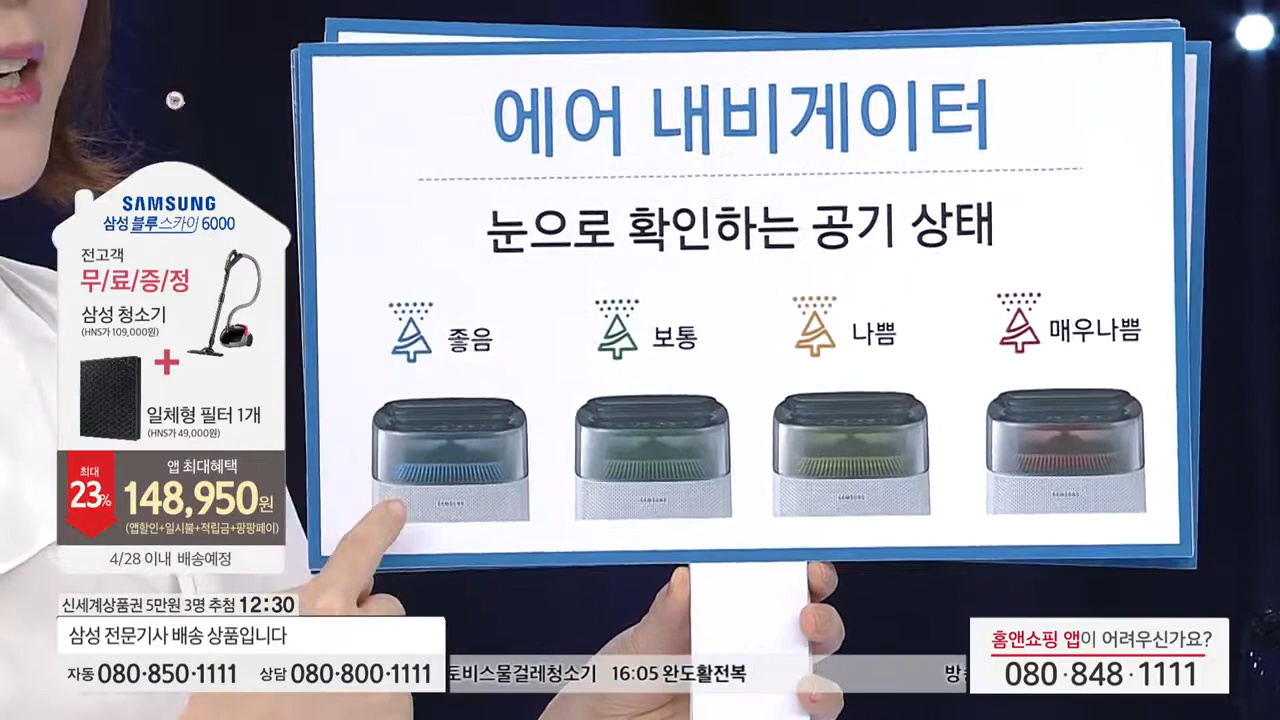 에어 내비게이터
눈으로 확인하는 공기 상태
좋음
보통
나쁨
매우나쁨
SAMSUNG
SAMSUNG
SAMSUNG
SAMSUNG
SAMSUNG
삼성 블루스카이 6000
전고객
무/료/증/정
삼성 청소기
(HNS가 109,000원)
+
일체형 필터 1개
(HNS가 49,000원)
앱 최대혜택
최대
23%
148,950원
(앱할인+일시불+적립금+팡팡페이)
4/28 이내 배송예정
신세계상품권 5만원 3명 추첨 12:30
삼성 전문기사 배송 상품입니다
자동 080·850·1111 상담 080·800·1111
토비스물걸레청소기 16:05 완도활전복
홈앤쇼핑 앱이 어려우신가요?
080·848·1111